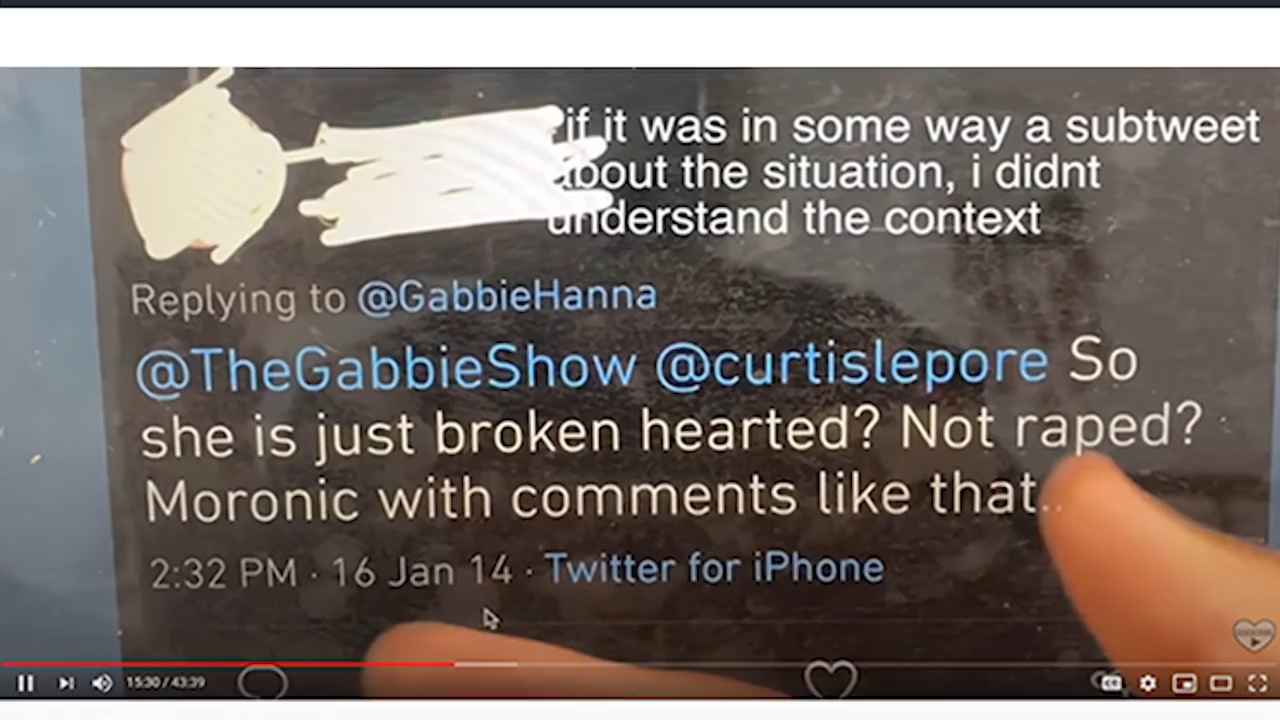 if it was in some way a subtweet
about the situation, i didnt
understand the context
Replying to @GabbieHanna
@TheGabbieShow @curtislepore So
she is just broken hearted? Not raped?
Moronic with comments like that..
2:32 PM · 16 Jan 14 · Twitter for iPhone
15:30 / 43:39